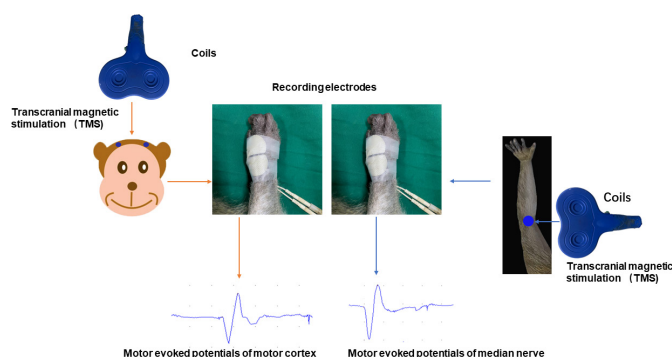 Coils
Recording electrodes
Transcranial magnetic
stimulation （TMS）
Coils
Transcranial magnetic
stimulation （TMS）
Motor evoked potentials of motor cortex
Motor evoked potentials of median nerve